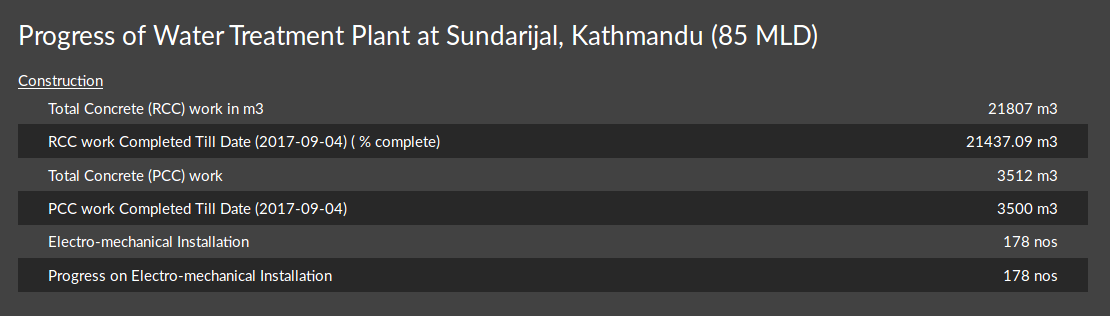 Progress of Water Treatment Plant at Sundarijal, Kathmandu (85 MLD)
Construction
Total Concrete (RCC) work in m3 21807 m3
RCC work Completed Till Date (2017-09-04) ( % complete) 21437.09 m3
Total Concrete (PCC) work 3512 m3
PCC work Completed Till Date (2017-09-04) 3500 m3
Electro-mechanical Installation 178 nos
Progress on Electro-mechanical Installation 178 nos